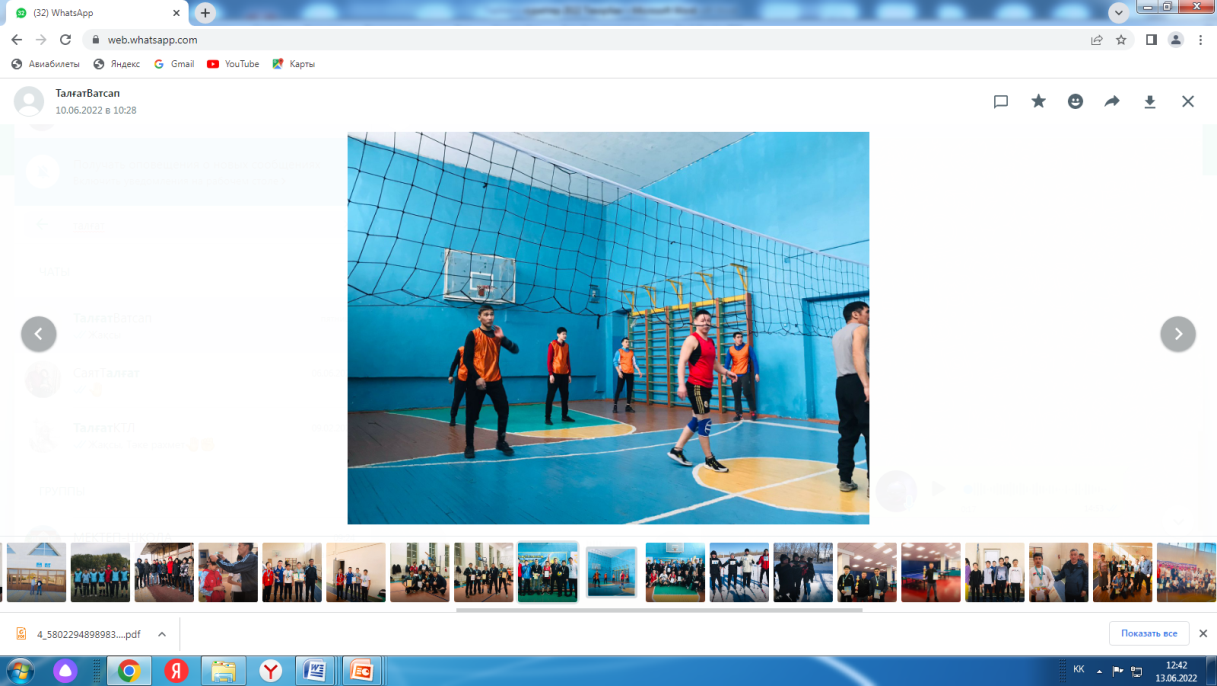 (32) WhatsApp
web.whatsapp.com
Авиабилеты
Яндекс
Gmail
YouTube
Карты
ТалғатВатсап
10.06.2022 в 10:28
4_5802294898983....pdf
Показать все
KK
12:42
13.06.2022